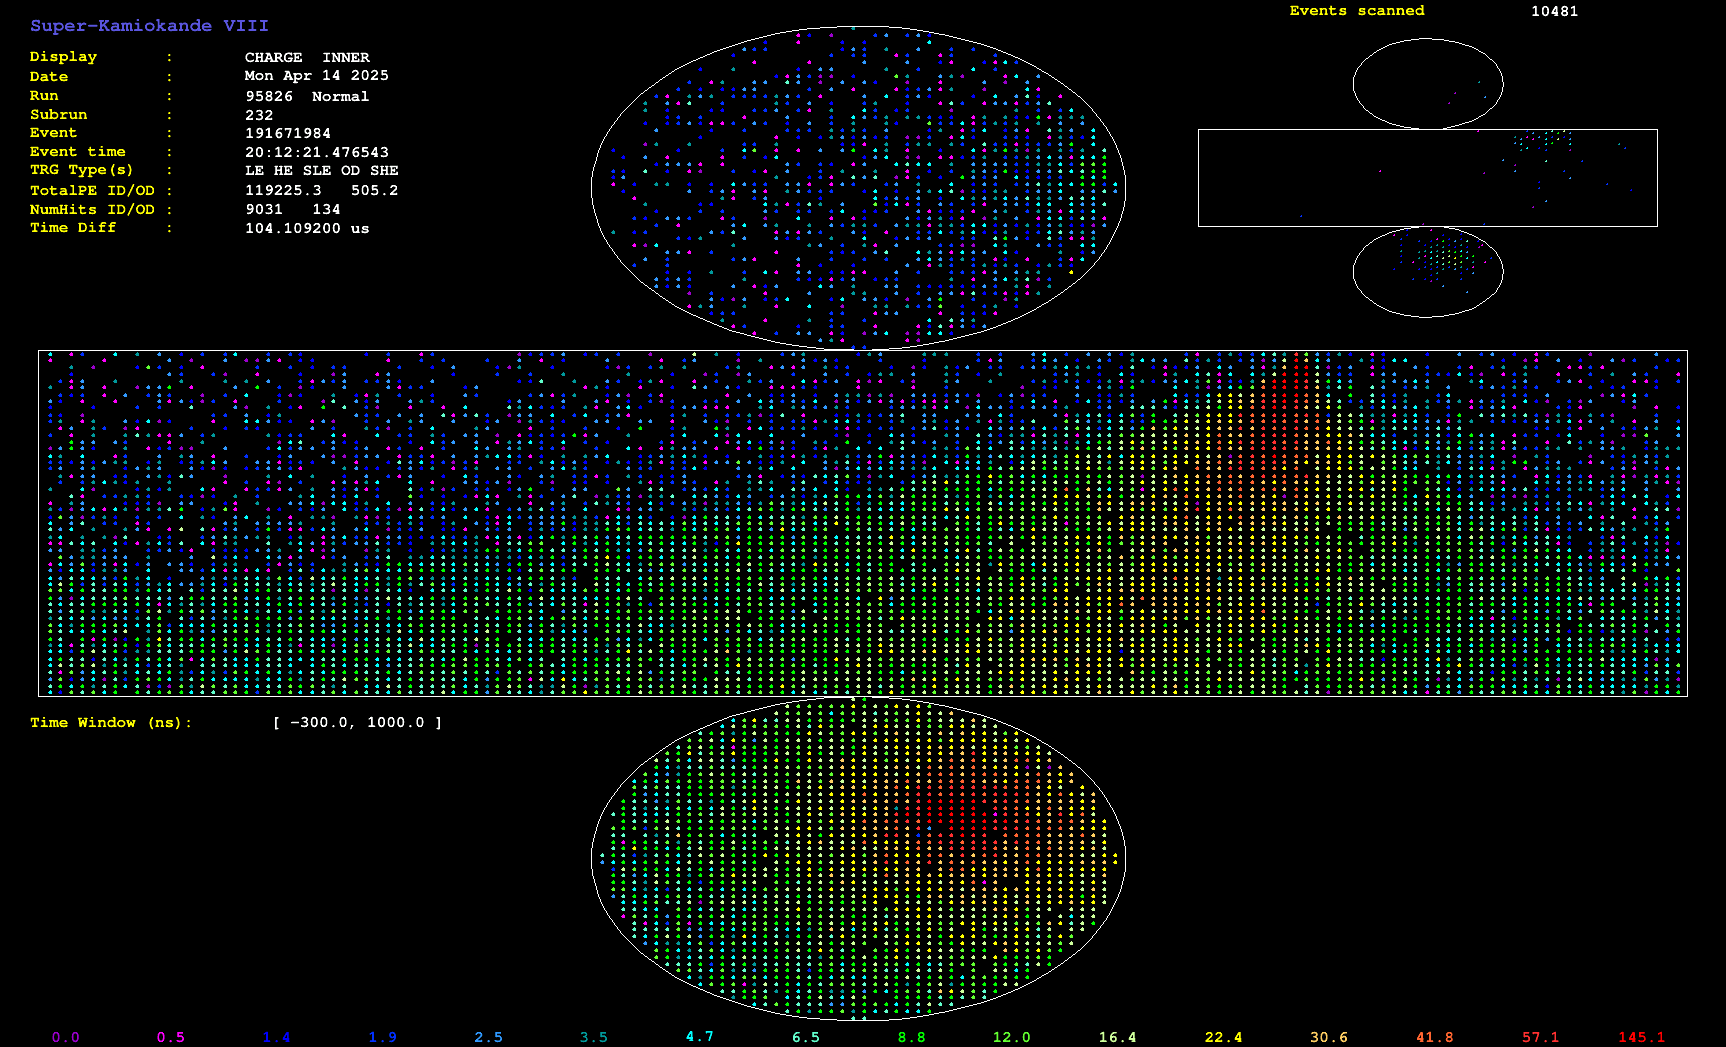 Super-Kamiokande VIII
Display : CHARGE INNER
Date : Mon Apr 14 2025
Run : 95826 Normal
Subrun : 232
Event : 191671984
Event time : 20:12:21.476543
TRG Type(s) : LE HE SLE OD SHE
TotalPE ID/OD : 119225.3 505.2
NumHits ID/OD : 9031 134
Time Diff : 104.109200 us
Events scanned 10481
Time Window (ns): [ -300.0, 1000.0 ]
0.0 0.5 1.4 1.9 2.5 3.5 4.7 6.5 8.8 12.0 16.4 22.4 30.6 41.8 57.1 145.1